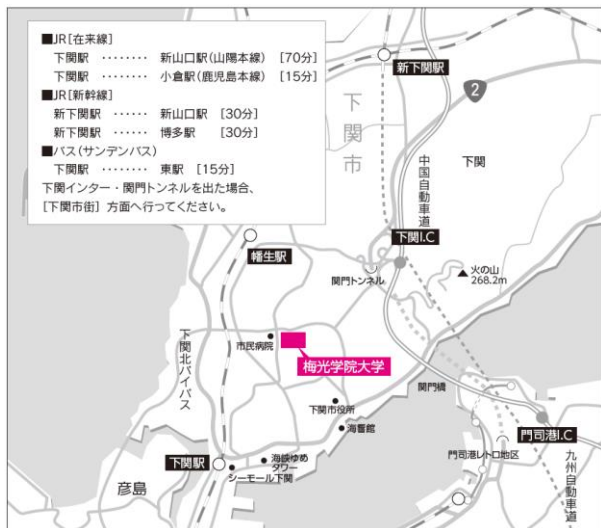 ■JR[在来線]
下関駅 ‥‥‥‥ 新山口駅(山陽本線) [70分]
下関駅 ‥‥‥‥ 小倉駅(鹿児島本線) [15分]
■JR[新幹線]
新下関駅 ‥‥‥ 新山口駅 [30分]
新下関駅 ‥‥‥ 博多駅 [30分]
■バス(サンデンバス)
下関駅 ‥‥‥‥ 東駅 [15分]
下関インター・関門トンネルを出た場合、
[下関市街] 方面へ行ってください。
新下関駅
2
下関市
下関
中国自動車道
幡生駅
下関I.C
関門トンネル
火の山
268.2m
市民病院
梅光学院大学
下関北バイパス
下関市役所
海響館
関門橋
門司港I.C
門司港レトロ地区
下関駅
海峡ゆめ
タワー
シーモール下関
彦島
九州自動車道